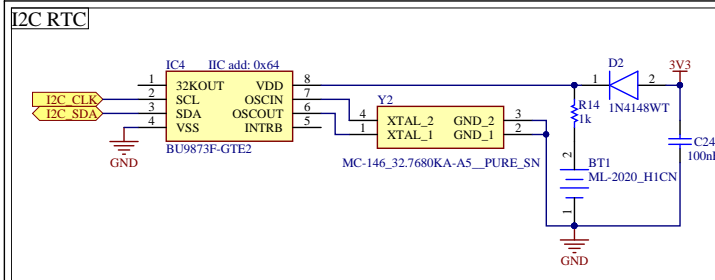 I2C RTC
IC4 IIC add: 0x64
1 32KOUT VDD 8
I2C_CLK 2 SCL OSCIN 7
I2C_SDA 3 SDA OSCOUT 6
4 VSS INTRB 5
BU9873F-GTE2
GND
Y2
4 XTAL_2 GND_2 3
1 XTAL_1 GND_1 2
MC-146_32.7680KA-A5__PURE_SN
D2
1 2
1N4148WT
3V3
R14
1k
2
BT1
ML-2020_H1CN
1
C24
100n
GND